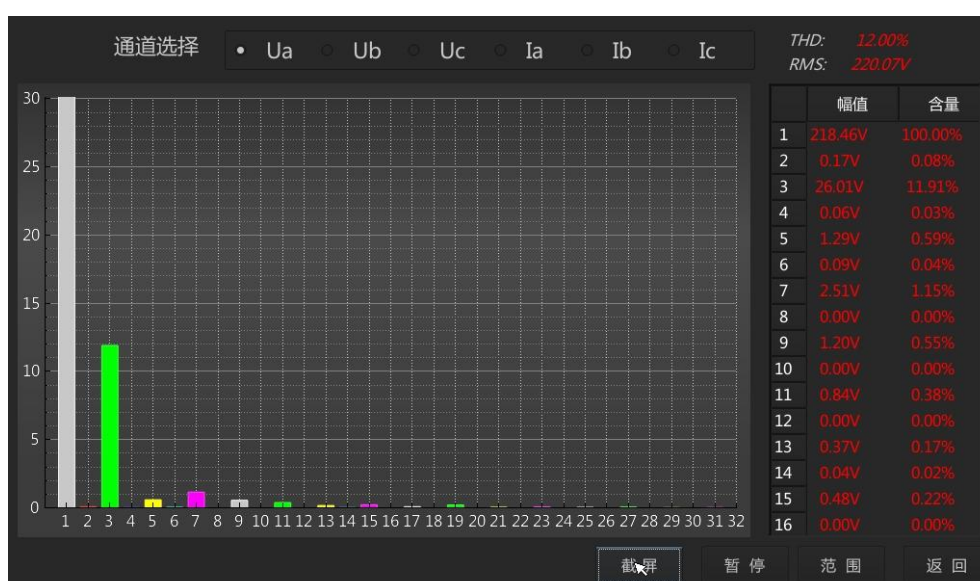 通道选择 Ua Ub Uc Ia Ib Ic
THD: 12.00%
RMS: 220.07V
幅值 含量
1 218.46V 100.00%
2 0.17V 0.08%
3 26.01V 11.91%
4 0.06V 0.03%
5 1.29V 0.59%
6 0.09V 0.04%
7 2.51V 1.15%
8 0.00V 0.00%
9 1.20V 0.55%
10 0.00V 0.00%
11 0.84V 0.38%
12 0.00V 0.00%
13 0.37V 0.17%
14 0.04V 0.02%
15 0.48V 0.22%
16 0.00V 0.00%
30
25
20
15
10
5
0
1 2 3 4 5 6 7 8 9 10 11 12 13 14 15 16 17 18 19 20 21 22 23 24 25 26 27 28 29 30 31 32
截屏 暂停 范围 返回